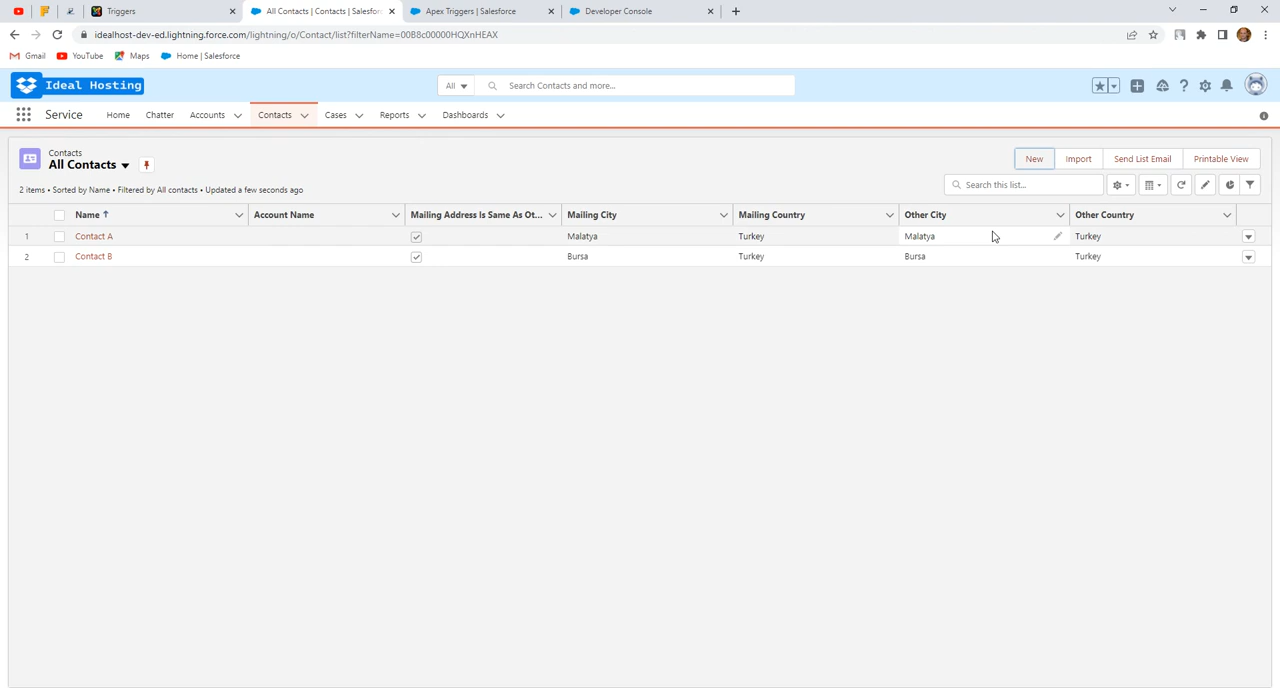 Triggers
All Contacts | Contacts | Salesfor
Apex Triggers | Salesforce
Developer Console
idealhost-dev-ed.lightning.force.com/lightning/o/Contact/list?filterName=00B8c00000HQXnHEAX
Gmail YouTube Maps Home | Salesforce
Ideal Hosting All Search Contacts and more...
Service Home Chatter Accounts Contacts Cases Reports Dashboards
Contacts
All Contacts
New Import Send List Email Printable View
2 items • Sorted by Name • Filtered by All contacts • Updated a few seconds ago
Search this list...
Name Account Name Mailing Address Is Same As Ot... Mailing City Mailing Country Other City Other Country
1 Contact A Malatya Turkey Malatya Turkey
2 Contact B Bursa Turkey Bursa Turkey